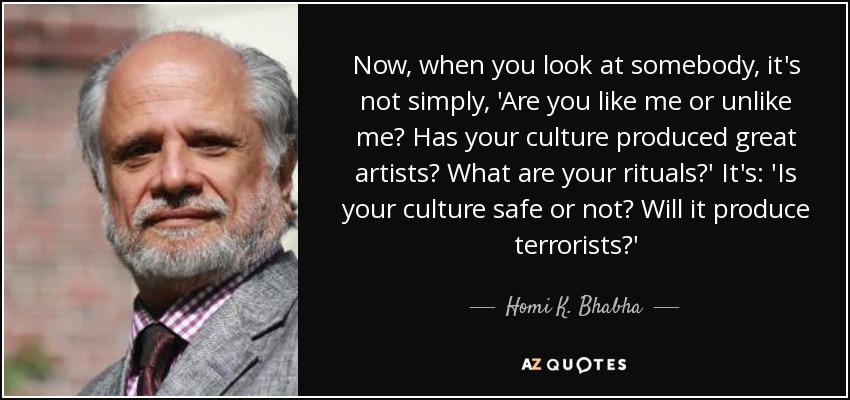 Now, when you look at somebody, it's
not simply, 'Are you like me or unlike
me? Has your culture produced great
artists? What are your rituals?' It's: 'Is
your culture safe or not? Will it produce
terrorists?'
Homi K. Bhabha
AZ QUOTES